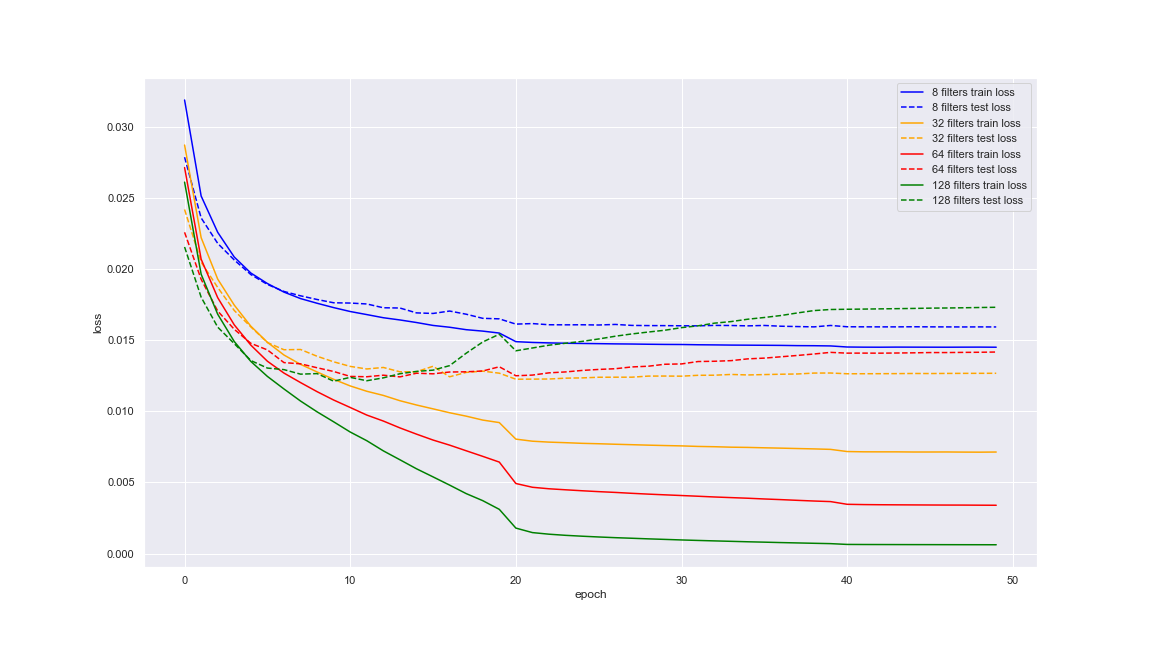 0.030
0.025
0.020
0.015
0.010
0.005
0.000
loss
0 10 20 30 40 50
epoch
8 filters train loss
8 filters test loss
32 filters train loss
32 filters test loss
64 filters train loss
64 filters test loss
128 filters train loss
128 filters test loss